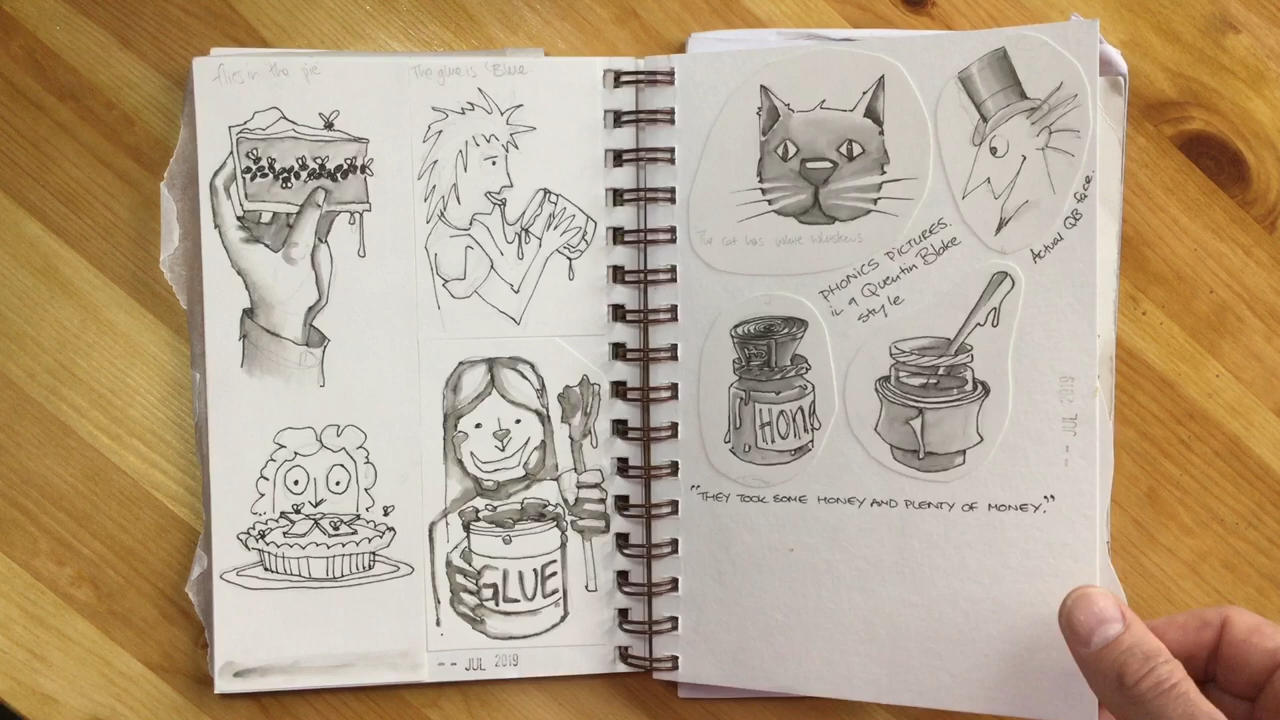 flies in the pie
The glue is 'Blue
GLUE
-- JUL 2019
The cat has white whiskers
Actual QB face.
PHONICS PICTURES.
in a Quentin Blake
style
HON
-- JUL 2019
"THEY TOOK SOME HONEY AND PLENTY OF MONEY."